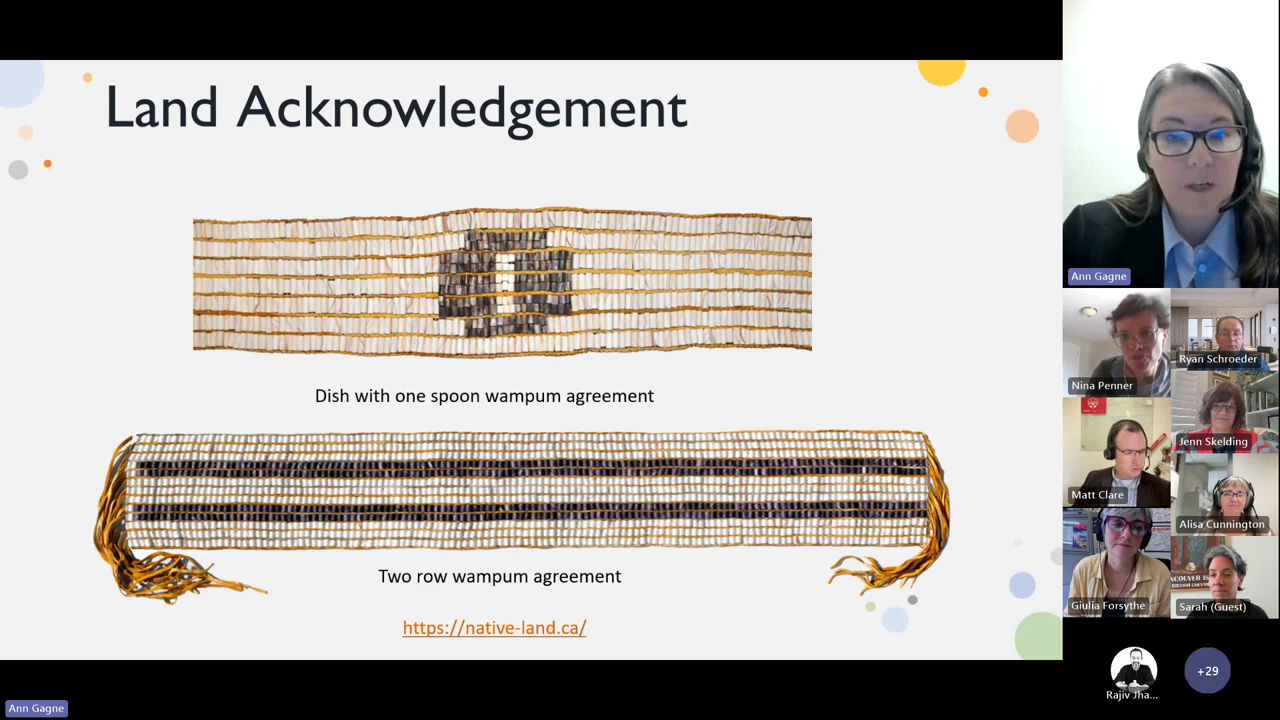 Land Acknowledgement
Dish with one spoon wampum agreement
Two row wampum agreement
https://native-land.ca/
Ann Gagne
Nina Penner
Ryan Schroeder
Matt Clare
Jenn Skelding
Alisa Cunnington
Giulia Forsythe
Sarah (Guest)
Rajiv Jha...
+29
Ann Gagne